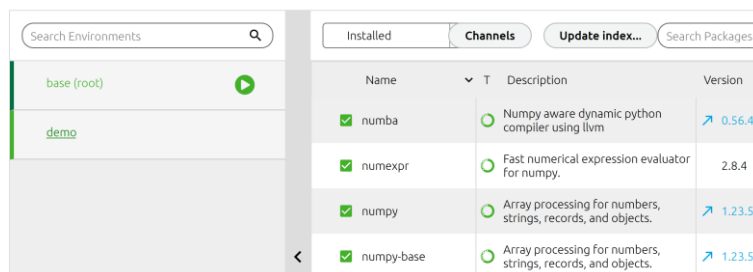 Search Environments
Installed
Channels
Update index...
Search Packages
base (root)
demo
Name T Description Version
numba Numpy aware dynamic python compiler using llvm 0.56.4
numexpr Fast numerical expression evaluator for numpy. 2.8.4
numpy Array processing for numbers, strings, records, and objects. 1.23.5
numpy-base Array processing for numbers, strings, records, and objects. 1.23.5